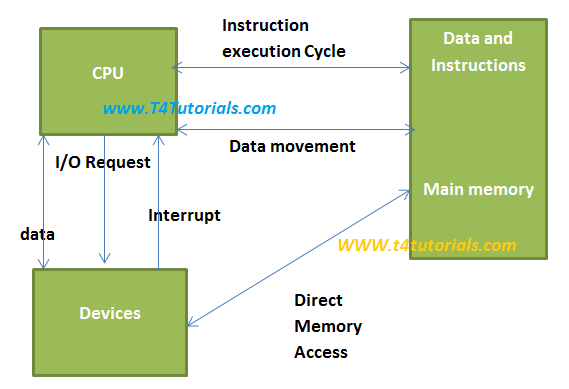 Instruction
execution Cycle
Data and
Instructions
CPU
www.T4Tutorials.com
Data movement
I/O Request
Main memory
Interrupt
data
WWW.t4tutorials.com
Devices
Direct
Memory
Access